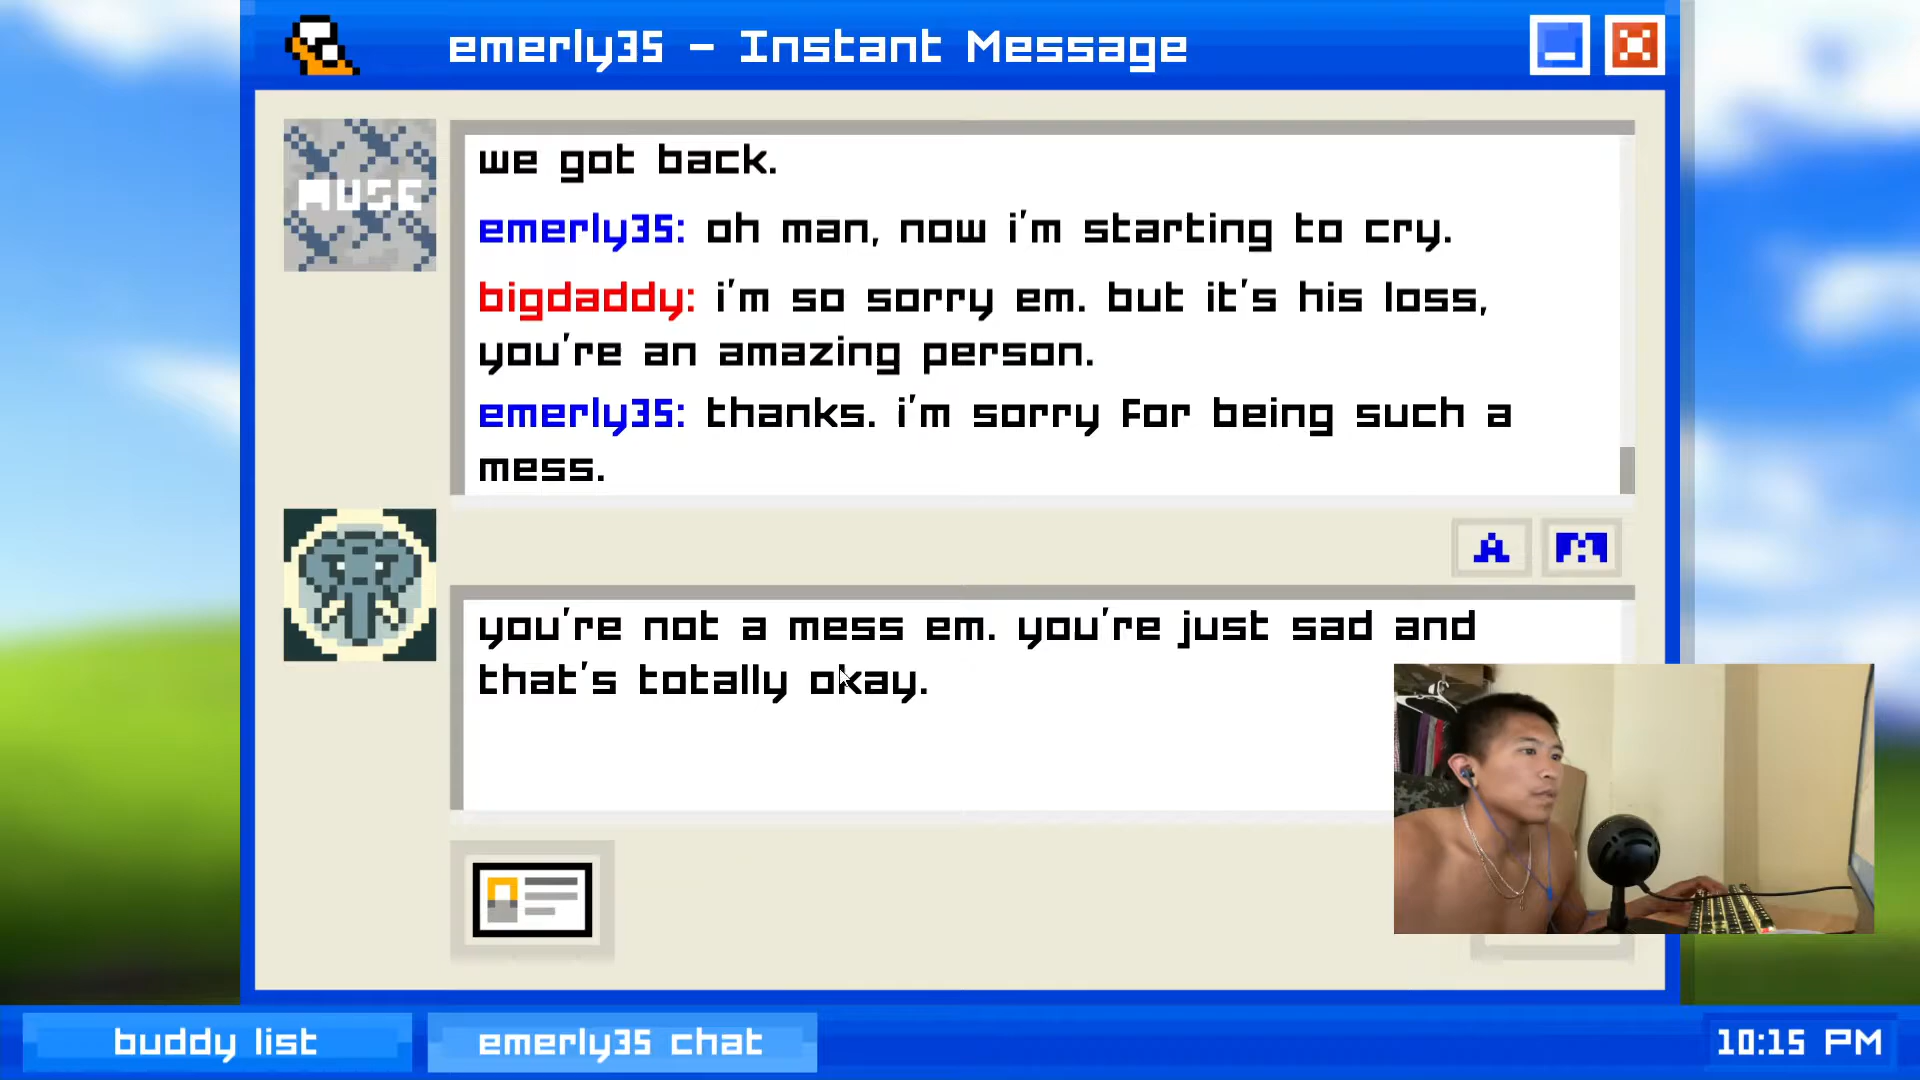 emerly35 - Instant Message
MUSE
we got back.
emerly35: oh man, now i'm starting to cry.
bigdaddy: i'm so sorry em. but it's his loss,
you're an amazing person.
emerly35: thanks. i'm sorry for being such a
mess.
A M
you're not a mess em. you're just sad and
that's totally okay.
buddy list
emerly35 chat
10:15 PM